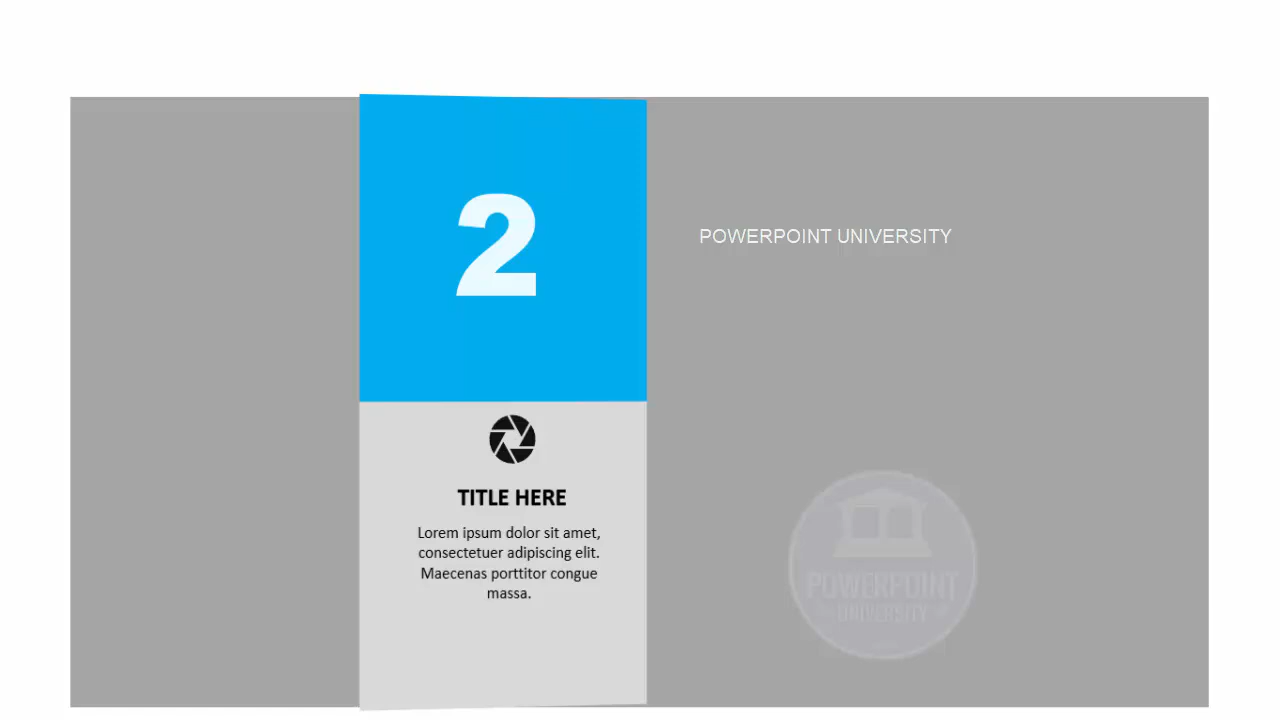 2
POWERPOINT UNIVERSITY
TITLE HERE
Lorem ipsum dolor sit amet,
consectetuer adipiscing elit.
Maecenas porttitor congue
massa.
POWERPOINT
UNIVERSITY